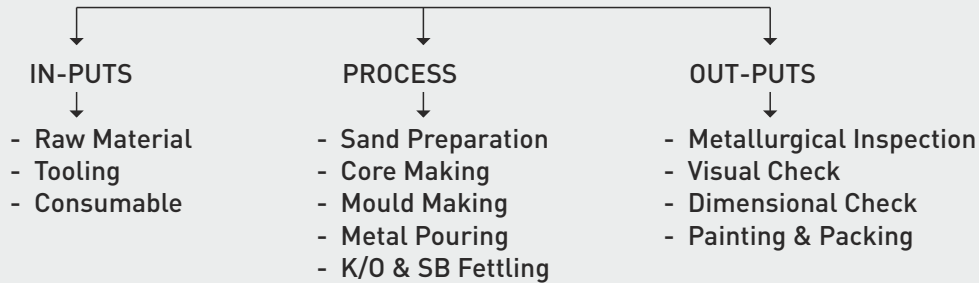 IN-PUTS
- Raw Material
- Tooling
- Consumable
PROCESS
- Sand Preparation
- Core Making
- Mould Making
- Metal Pouring
- K/O & SB Fettling
OUT-PUTS
- Metallurgical Inspection
- Visual Check
- Dimensional Check
- Painting & Packing